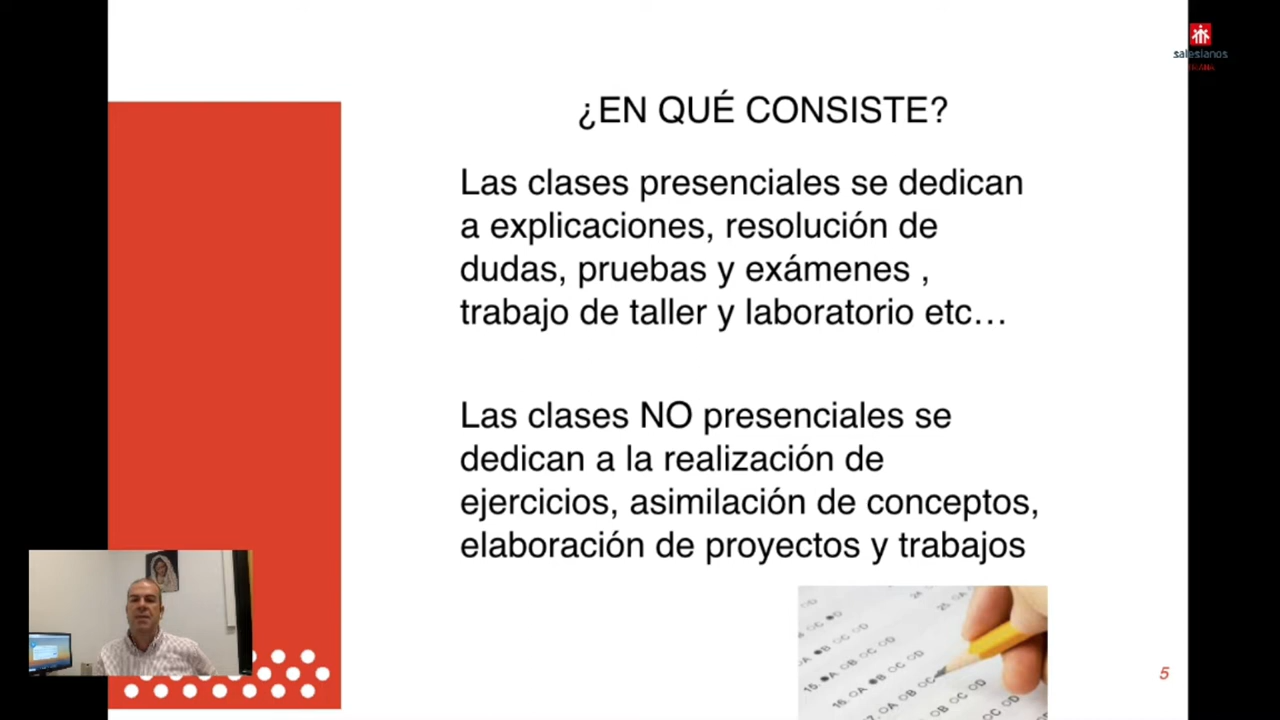 salesianos
TRIANA
¿EN QUÉ CONSISTE?
Las clases presenciales se dedican
a explicaciones, resolución de
dudas, pruebas y exámenes ,
trabajo de taller y laboratorio etc…
Las clases NO presenciales se
dedican a la realización de
ejercicios, asimilación de conceptos,
elaboración de proyectos y trabajos
5